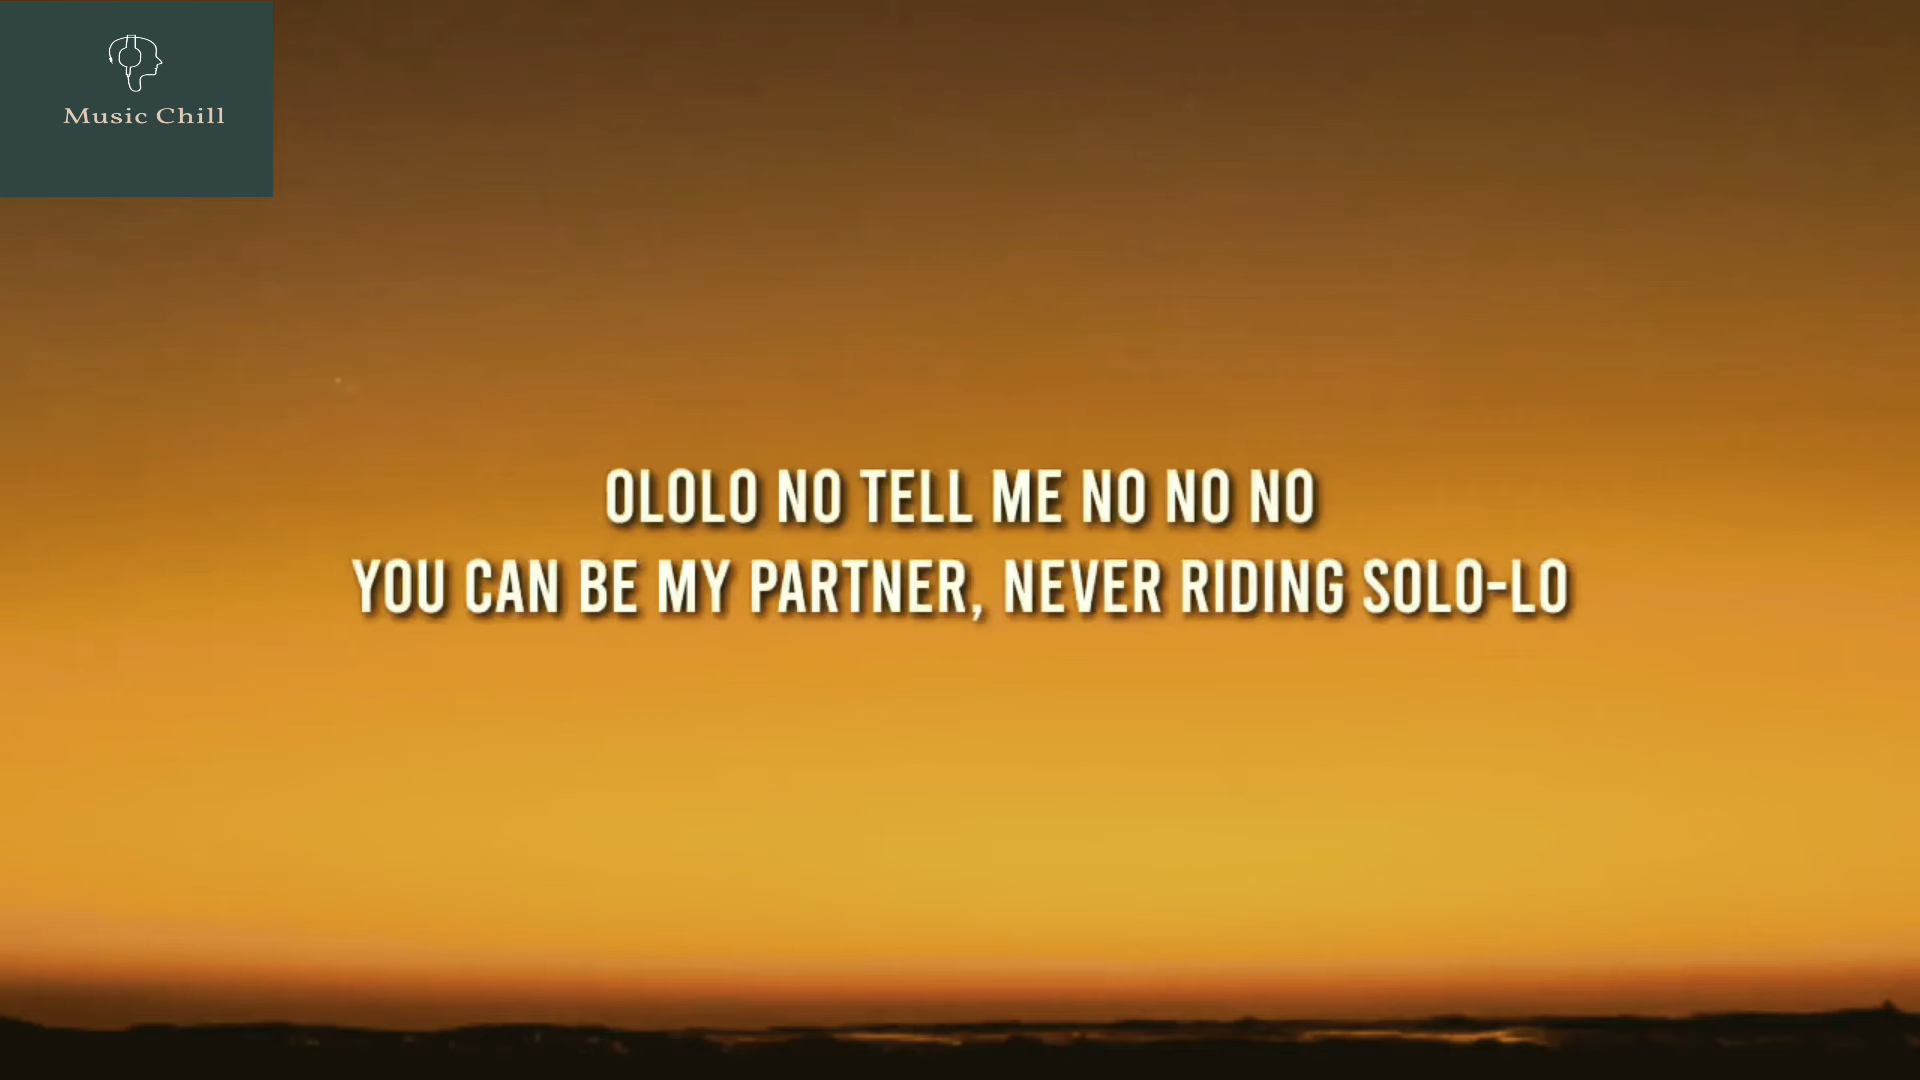 Music Chill
OLOLO NO TELL ME NO NO NO
YOU CAN BE MY PARTNER, NEVER RIDING SOLO-LO